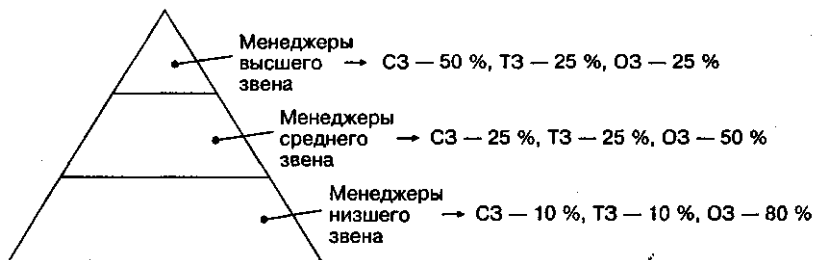 Менеджеры
высшего
звена
СЗ — 50 %, ТЗ — 25 %, ОЗ — 25 %
Менеджеры
среднего
звена
СЗ — 25 %, ТЗ — 25 %, ОЗ — 50 %
Менеджеры
низшего
звена
СЗ — 10 %, ТЗ — 10 %, ОЗ — 80 %